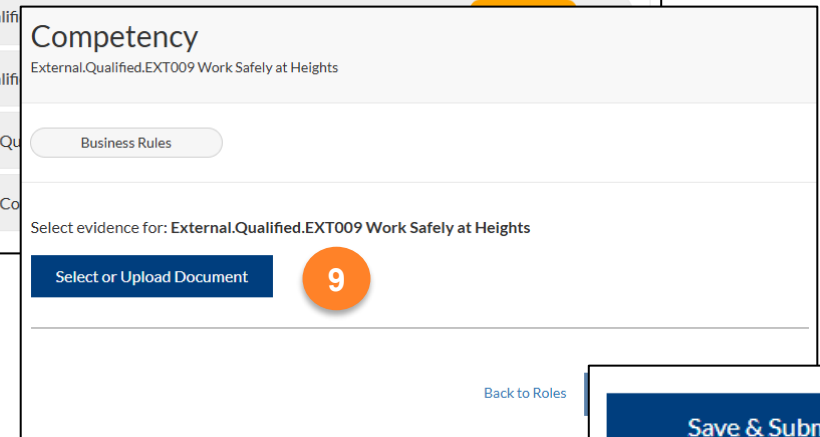 Competency
External.Qualified.EXT009 Work Safely at Heights
Business Rules
Select evidence for: External.Qualified.EXT009 Work Safely at Heights
Select or Upload Document
9
Back to Roles
Save &